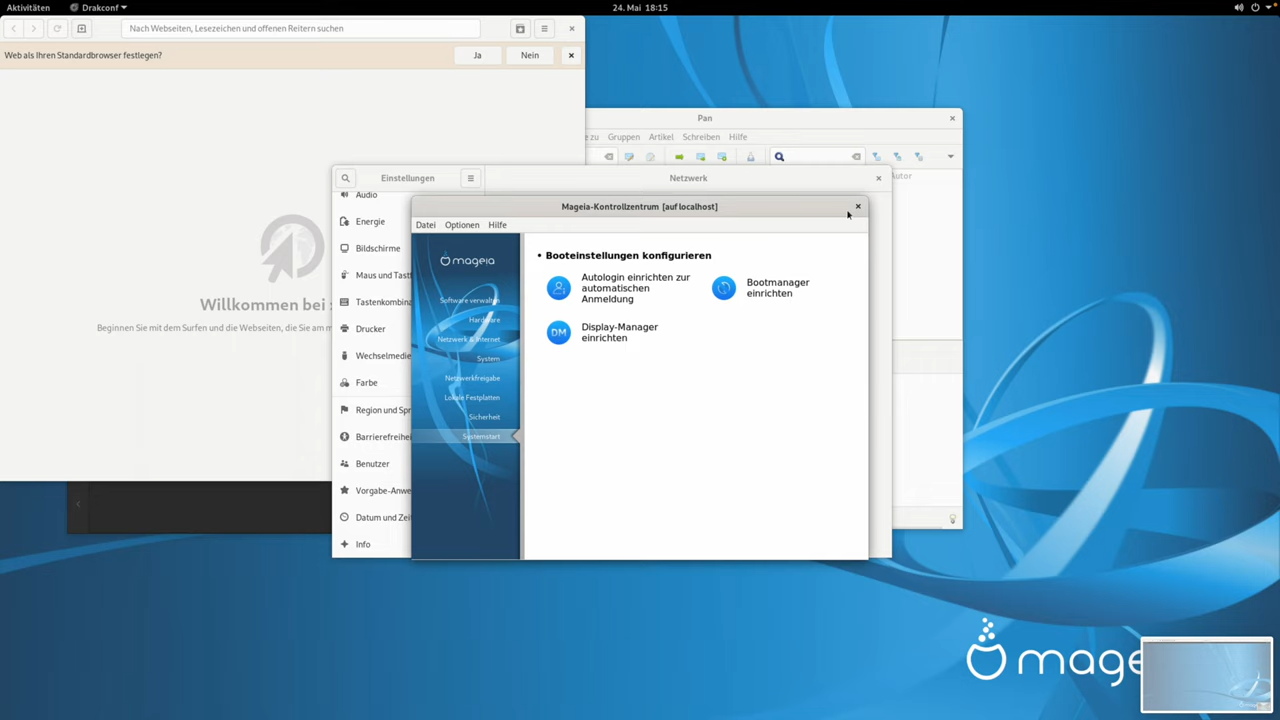 Aktivitäten
Drakconf
24. Mai 18:15
Nach Webseiten, Lesezeichen und offenen Reitern suchen
Web als Ihren Standardbrowser festlegen?
Ja
Nein
Willkommen bei
Beginnen Sie mit dem Surfen und die Webseiten, die Sie am
Pan
zu
Gruppen
Artikel
Schreiben
Hilfe
Autor
Einstellungen
Netzwerk
Audio
Energie
Bildschirme
Maus und Tast
Tastenkombina
Drucker
Wechselmedie
Farbe
Region und Spr
Barrierefreihei
Benutzer
Vorgabe-Anwe
Datum und Zei
Info
Mageia-Kontrollzentrum [auf localhost]
Datei
Optionen
Hilfe
mageia
Software verwalten
Hardware
Netzwerk & Internet
System
Netzwerkfreigabe
Lokale Festplatten
Sicherheit
Systemstart
• Booteinstellungen konfigurieren
Autologin einrichten zur
automatischen
Anmeldung
Bootmanager
einrichten
DM
Display-Manager
einrichten
mage